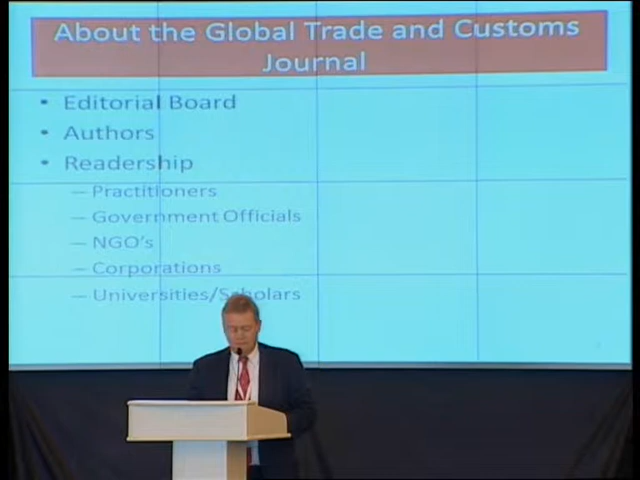 About the Global Trade and Customs
Journal
• Editorial Board
• Authors
• Readership
— Practitioners
— Government Officials
— NGO's
— Corporations
— Universities/Scholars